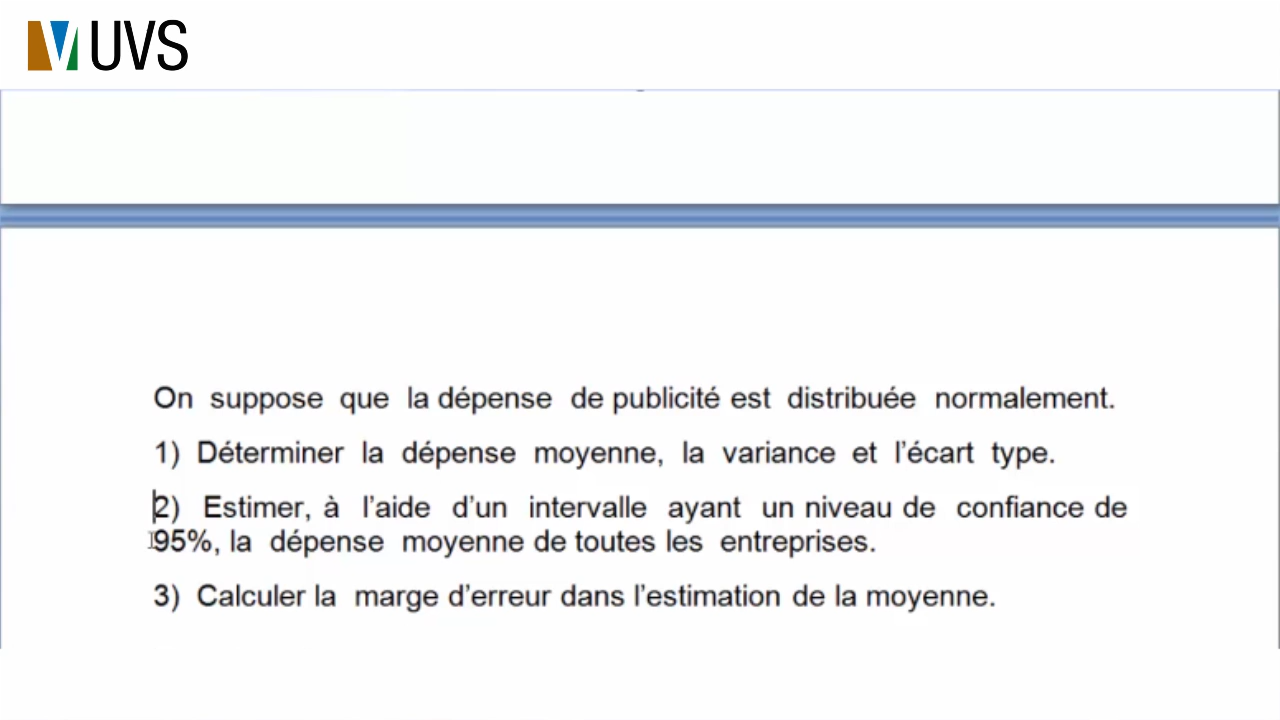 UVS
On suppose que la dépense de publicité est distribuée normalement.
1) Déterminer la dépense moyenne, la variance et l'écart type.
2) Estimer, à l'aide d'un intervalle ayant un niveau de confiance de
95%, la dépense moyenne de toutes les entreprises.
3) Calculer la marge d'erreur dans l'estimation de la moyenne.